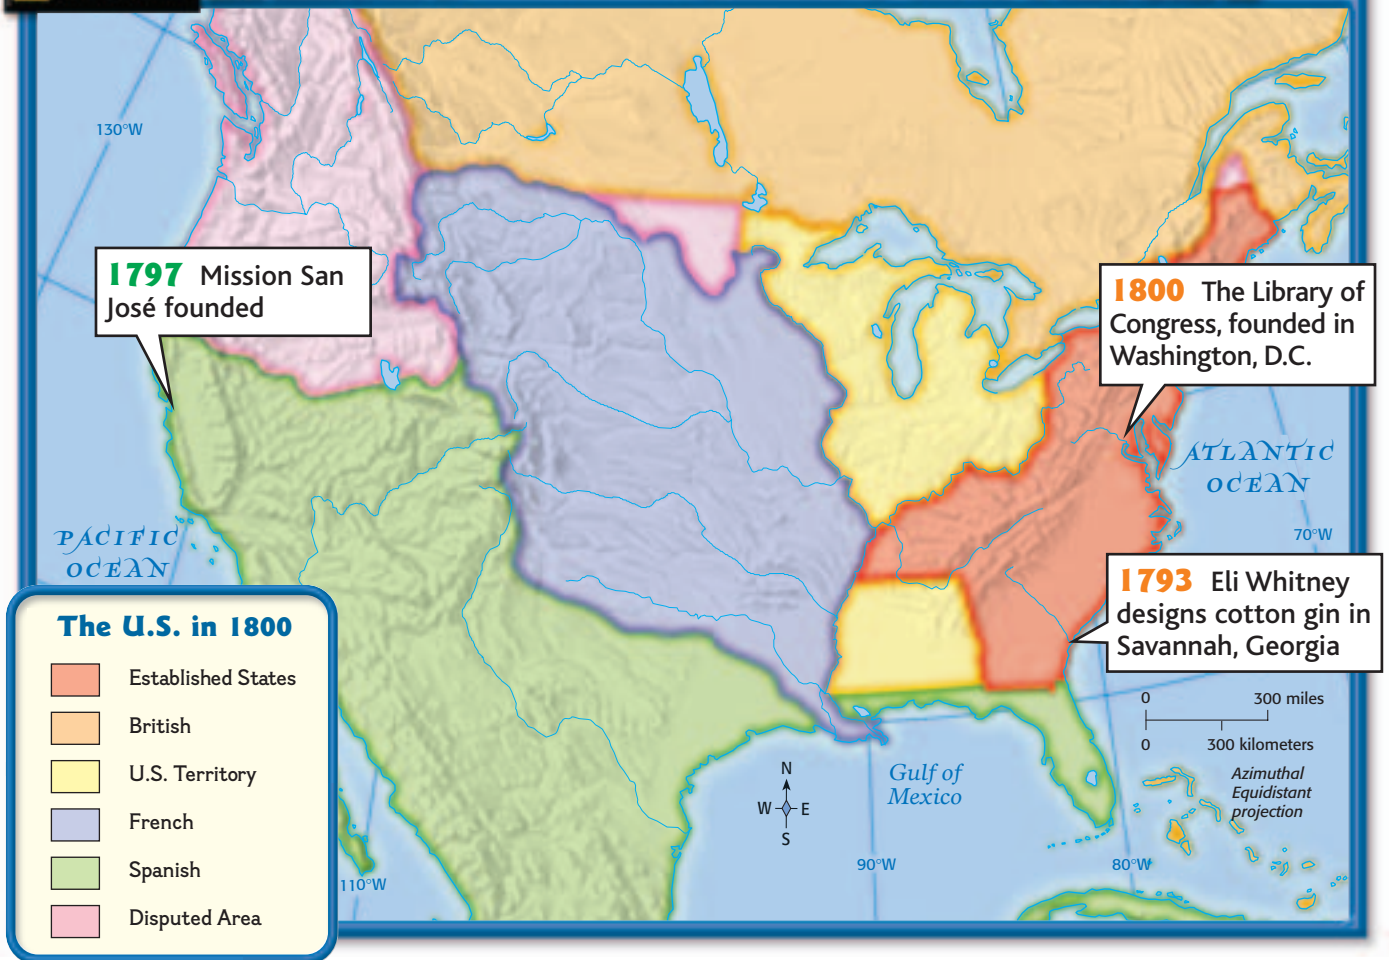 130°W
1797 Mission San
José founded
1800 The Library of
Congress, founded in
Washington, D.C.
ATLANTIC
OCEAN
70°W
PACIFIC
OCEAN
1793 Eli Whitney
designs cotton gin in
Savannah, Georgia
The U.S. in 1800
Established States
British
U.S. Territory
French
Spanish
Disputed Area
0 300 miles
0 300 kilometers
Azimuthal
Equidistant
projection
N
W E
S
Gulf of
Mexico
110°W
90°W
80°W